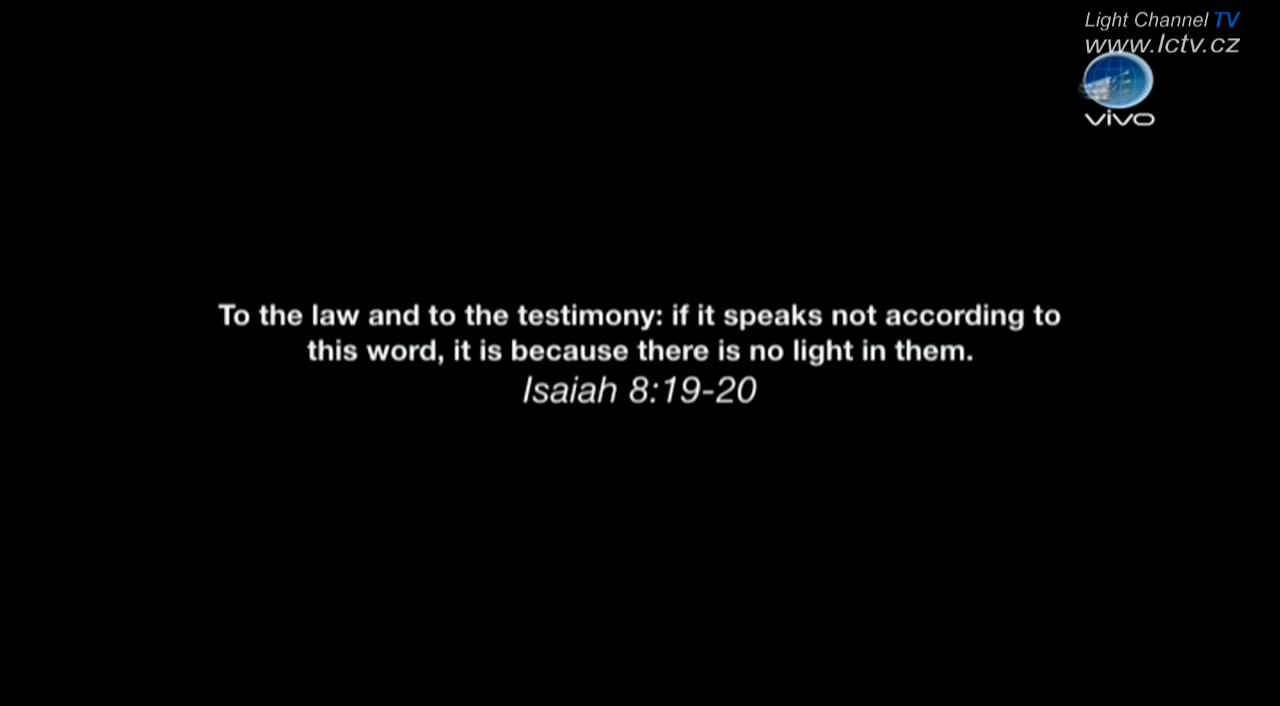 Light Channel TV
www.lctv.cz
vivo
To the law and to the testimony: if it speaks not according to
this word, it is because there is no light in them.
Isaiah 8:19-20